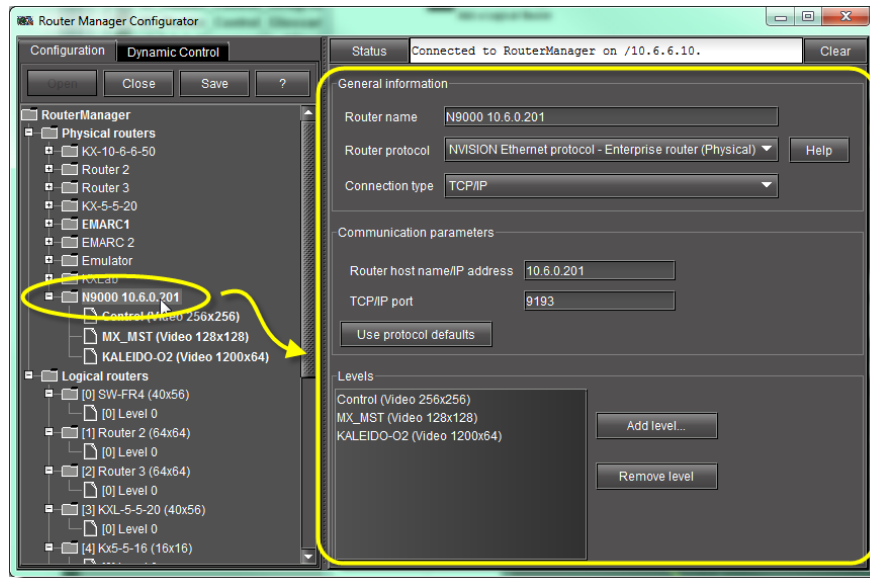 Router Manager Configurator
Configuration
Dynamic Control
Open
Close
Save
?
RouterManager
Physical routers
KX-10-6-6-50
Router 2
Router 3
KX-5-5-20
EMARC1
EMARC 2
Emulator
KXLab
N9000 10.6.0.201
Control (Video 256x256)
MX_MST (Video 128x128)
KALEIDO-O2 (Video 1200x64)
Logical routers
[0] SW-FR4 (40x56)
[0] Level 0
[1] Router 2 (64x64)
[0] Level 0
[2] Router 3 (64x64)
[0] Level 0
[3] KXL-5-5-20 (40x56)
[0] Level 0
[4] Kx5-5-16 (16x16)
Status
Connected to RouterManager on /10.6.6.10.
Clear
General information
Router name
N9000 10.6.0.201
Router protocol
NVISION Ethernet protocol - Enterprise router (Physical)
Help
Connection type
TCP/IP
Communication parameters
Router host name/IP address
10.6.0.201
TCP/IP port
9193
Use protocol defaults
Levels
Control (Video 256x256)
MX_MST (Video 128x128)
KALEIDO-O2 (Video 1200x64)
Add level...
Remove level